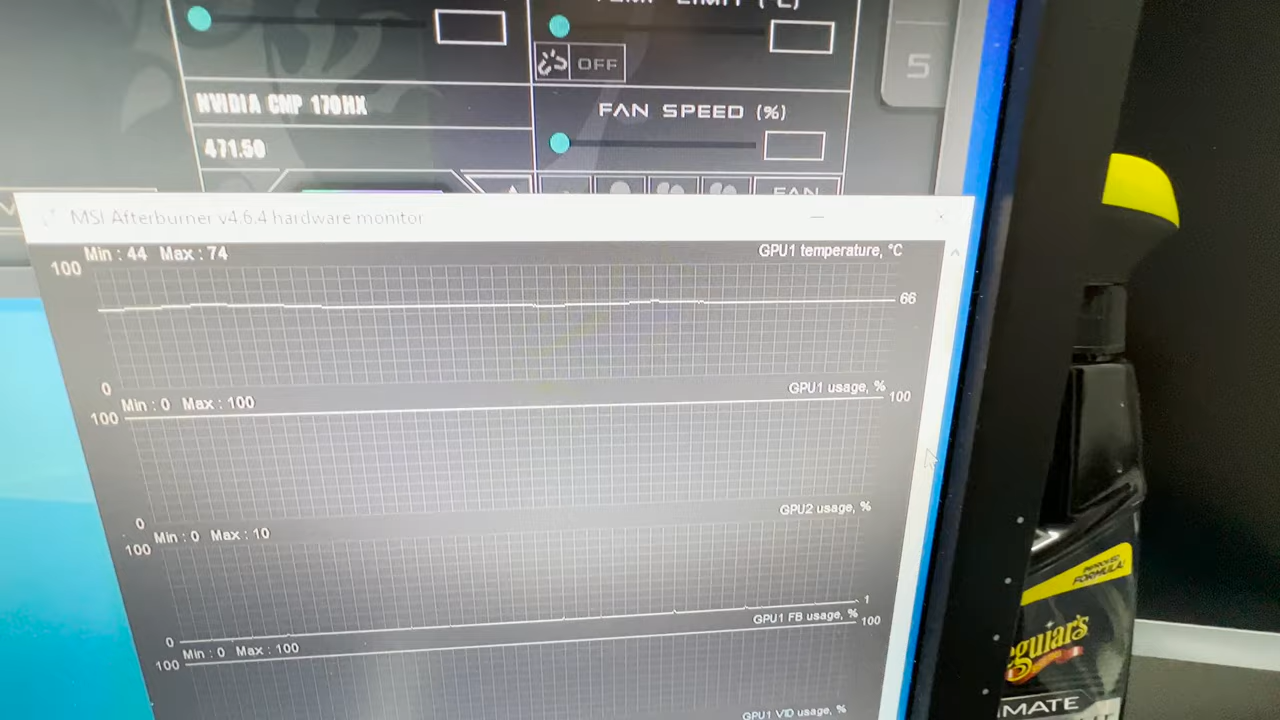 TEMP LIMIT (°C)
OFF
5
NVIDIA CMP 170HX
FAN SPEED (%)
471.50
FAN
MSI Afterburner v4.6.4 hardware monitor
Min : 44 Max : 74
GPU1 temperature, °C
100
66
0
GPU1 usage, %
Min : 0 Max : 100
100
100
0
GPU2 usage, %
Min : 0 Max : 10
100
1
0
GPU1 FB usage, %
Min : 0 Max : 100
100
100
GPU1 VID usage, %
IMPROVED
FORMULA!
eguiar's
IMATE